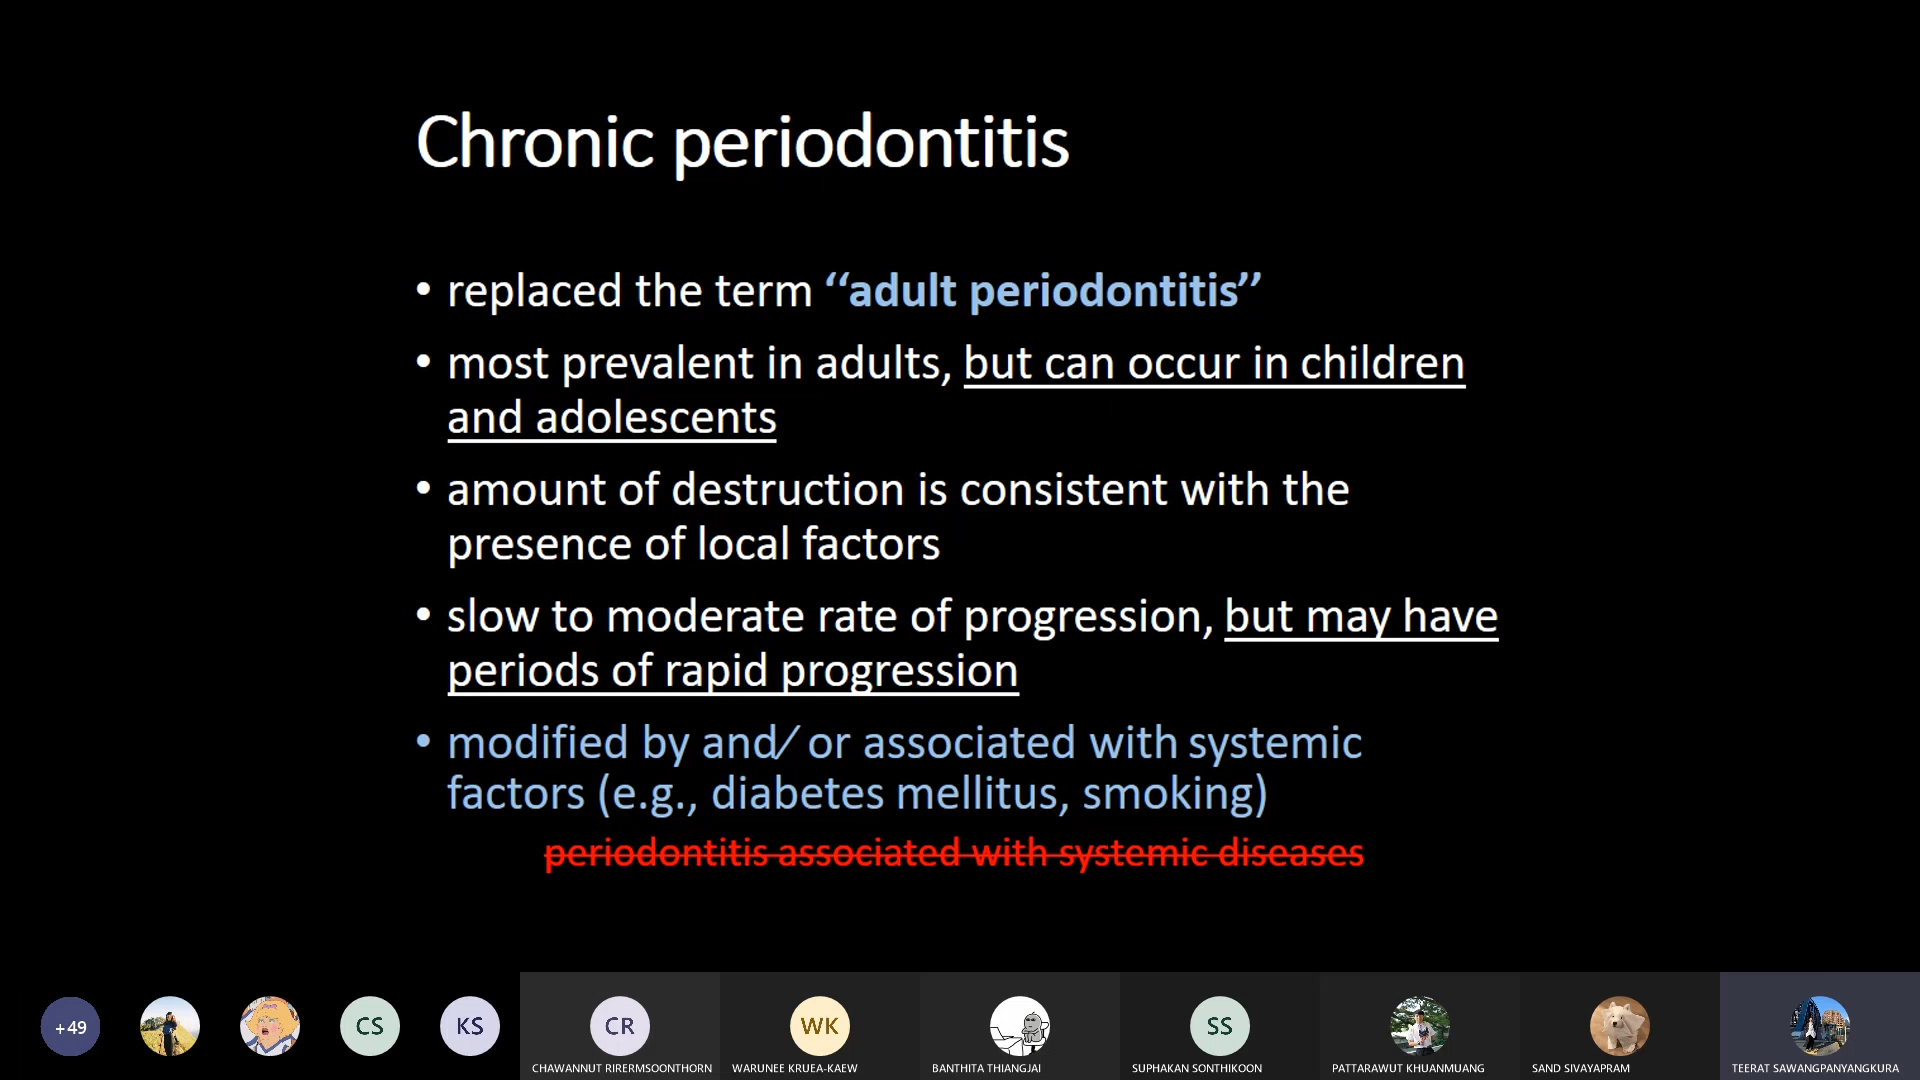 Chronic periodontitis
• replaced the term “adult periodontitis”
• most prevalent in adults, but can occur in children
and adolescents
• amount of destruction is consistent with the
presence of local factors
• slow to moderate rate of progression, but may have
periods of rapid progression
• modified by and/ or associated with systemic
factors (e.g., diabetes mellitus, smoking)
periodontitis associated with systemic diseases
+49
CS
KS
CR
WK
SS
CHAWANNUT RIRERMSOONTHORN
WARUNEE KRUEA-KAEW
BANTHITA THIANGJAI
SUPHAKAN SONTHIKOON
PATTARAWUT KHUANMUANG
SAND SIVAYAPRAM
TEERAT SAWANGPANYANGKURA